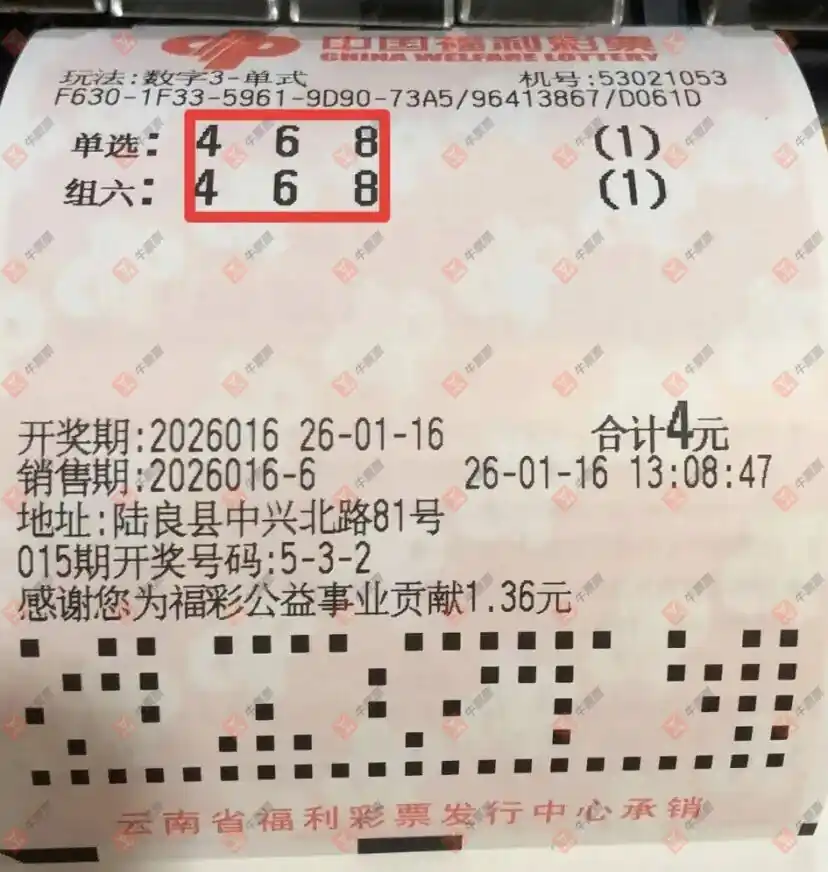 中国福利彩票
CHINA WELFARE LOTTERY
玩法:数字3-单式 机号:53021053
F630-1F33-5961-9D90-73A5/96413867/D061D
单选: 4 6 8 (1)
组六: 4 6 8 (1)
开奖期:2026016 26-01-16 合计4元
销售期:2026016-6 26-01-16 13:08:47
地址:陆良县中兴北路81号
015期开奖号码:5-3-2
感谢您为福彩公益事业贡献1.36元
云南省福利彩票发行中心承销